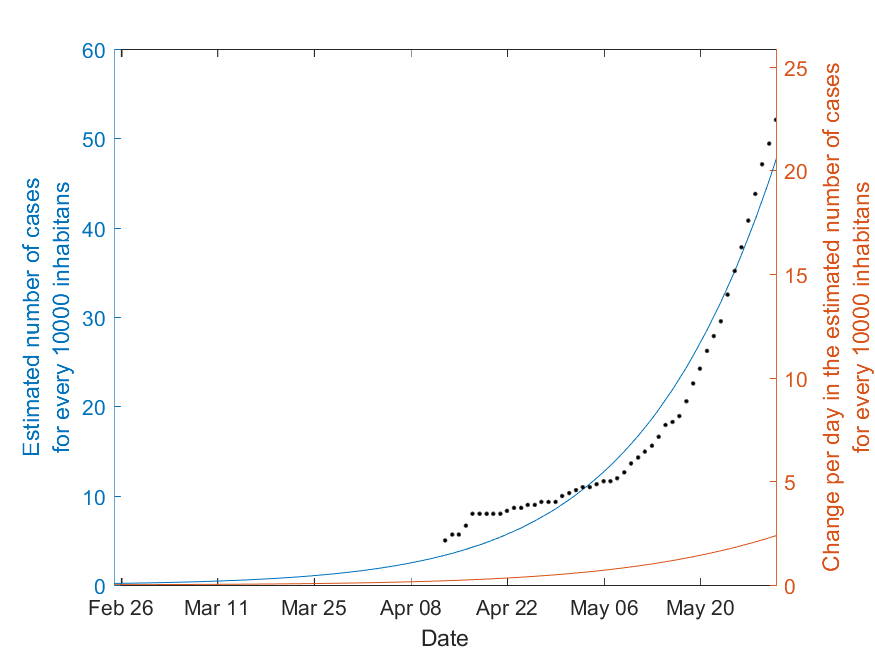 60
50
40
30
20
10
0
Estimated number of cases
for every 10000 inhabitans
25
20
15
10
5
0
Change per day in the estimated number of cases
for every 10000 inhabitans
Feb 26 Mar 11 Mar 25 Apr 08 Apr 22 May 06 May 20
Date